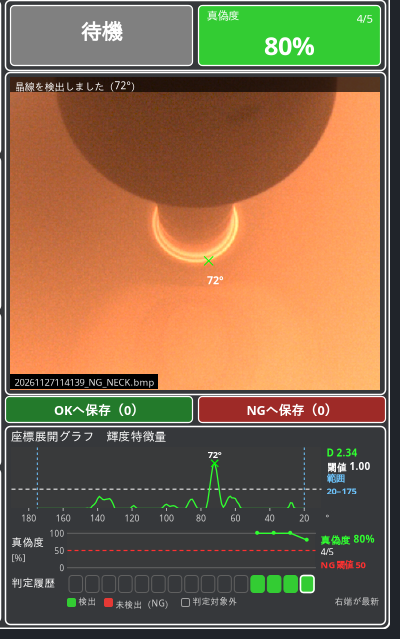 待機
真偽度
4/5
80%
晶線を検出しました（72°）
72°
20261127114139_NG_NECK.bmp
OKへ保存（0）
NGへ保存（0）
座標展開グラフ　輝度特徴量
72°
D 2.34
閾値 1.00
範囲
20–175
180 160 140 120 100 80 60 40 20 °
真偽度
[%]
100
50
0
真偽度 80%
4/5
NG閾値 50
判定履歴
検出 未検出（NG） 判定対象外 右端が最新